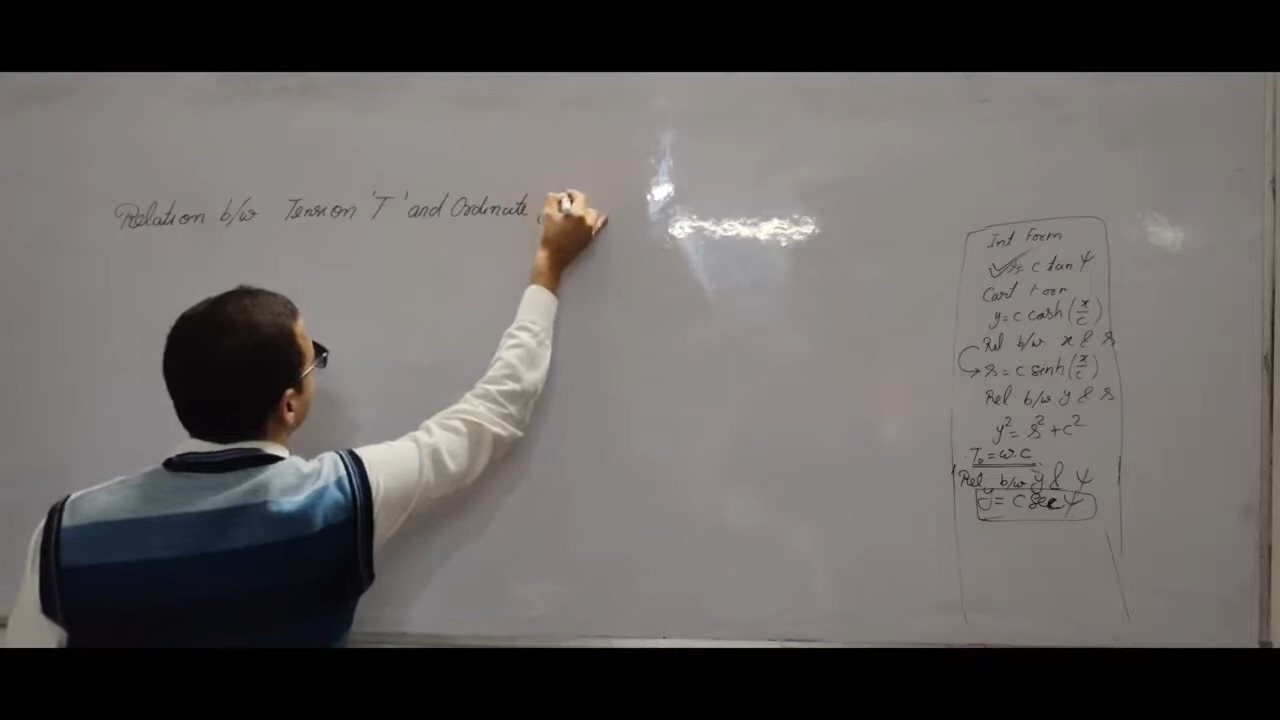 Relation b/w Tension 'T' and Ordinate
Int Form
s = c tan ψ
Cart Form
y = c cosh (x/c)
Rel b/w x & s
→ s = c sinh (x/c)
Rel. b/w y & s
y² = s² + c²
T₀ = w.c
Rel b/w y & ψ
y = c sec ψ